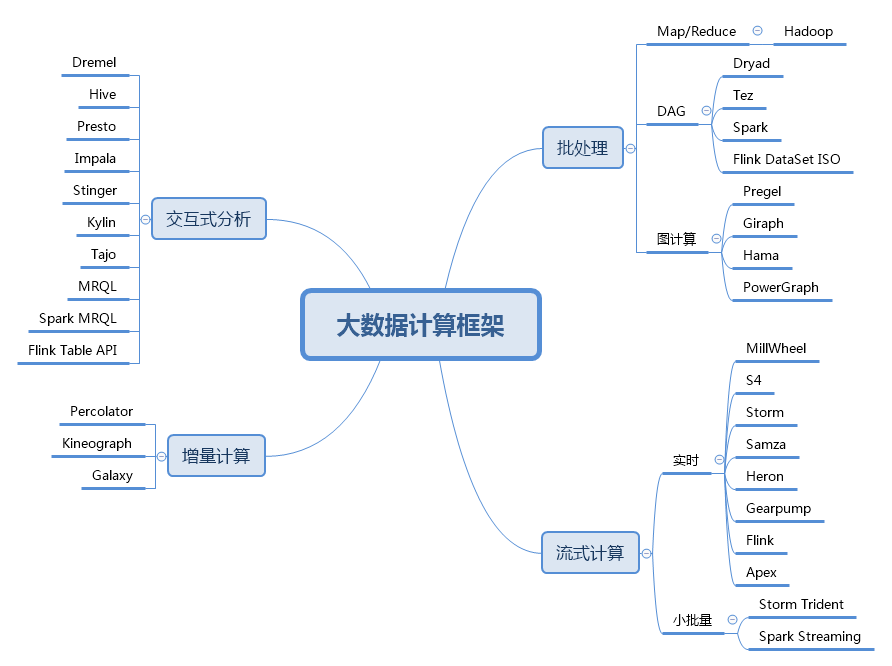 大数据计算框架
批处理
Map/Reduce
Hadoop
DAG
Dryad
Tez
Spark
Flink DataSet ISO
图计算
Pregel
Giraph
Hama
PowerGraph
流式计算
实时
MillWheel
S4
Storm
Samza
Heron
Gearpump
Flink
Apex
小批量
Storm Trident
Spark Streaming
交互式分析
Dremel
Hive
Presto
Impala
Stinger
Kylin
Tajo
MRQL
Spark MRQL
Flink Table API
增量计算
Percolator
Kineograph
Galaxy